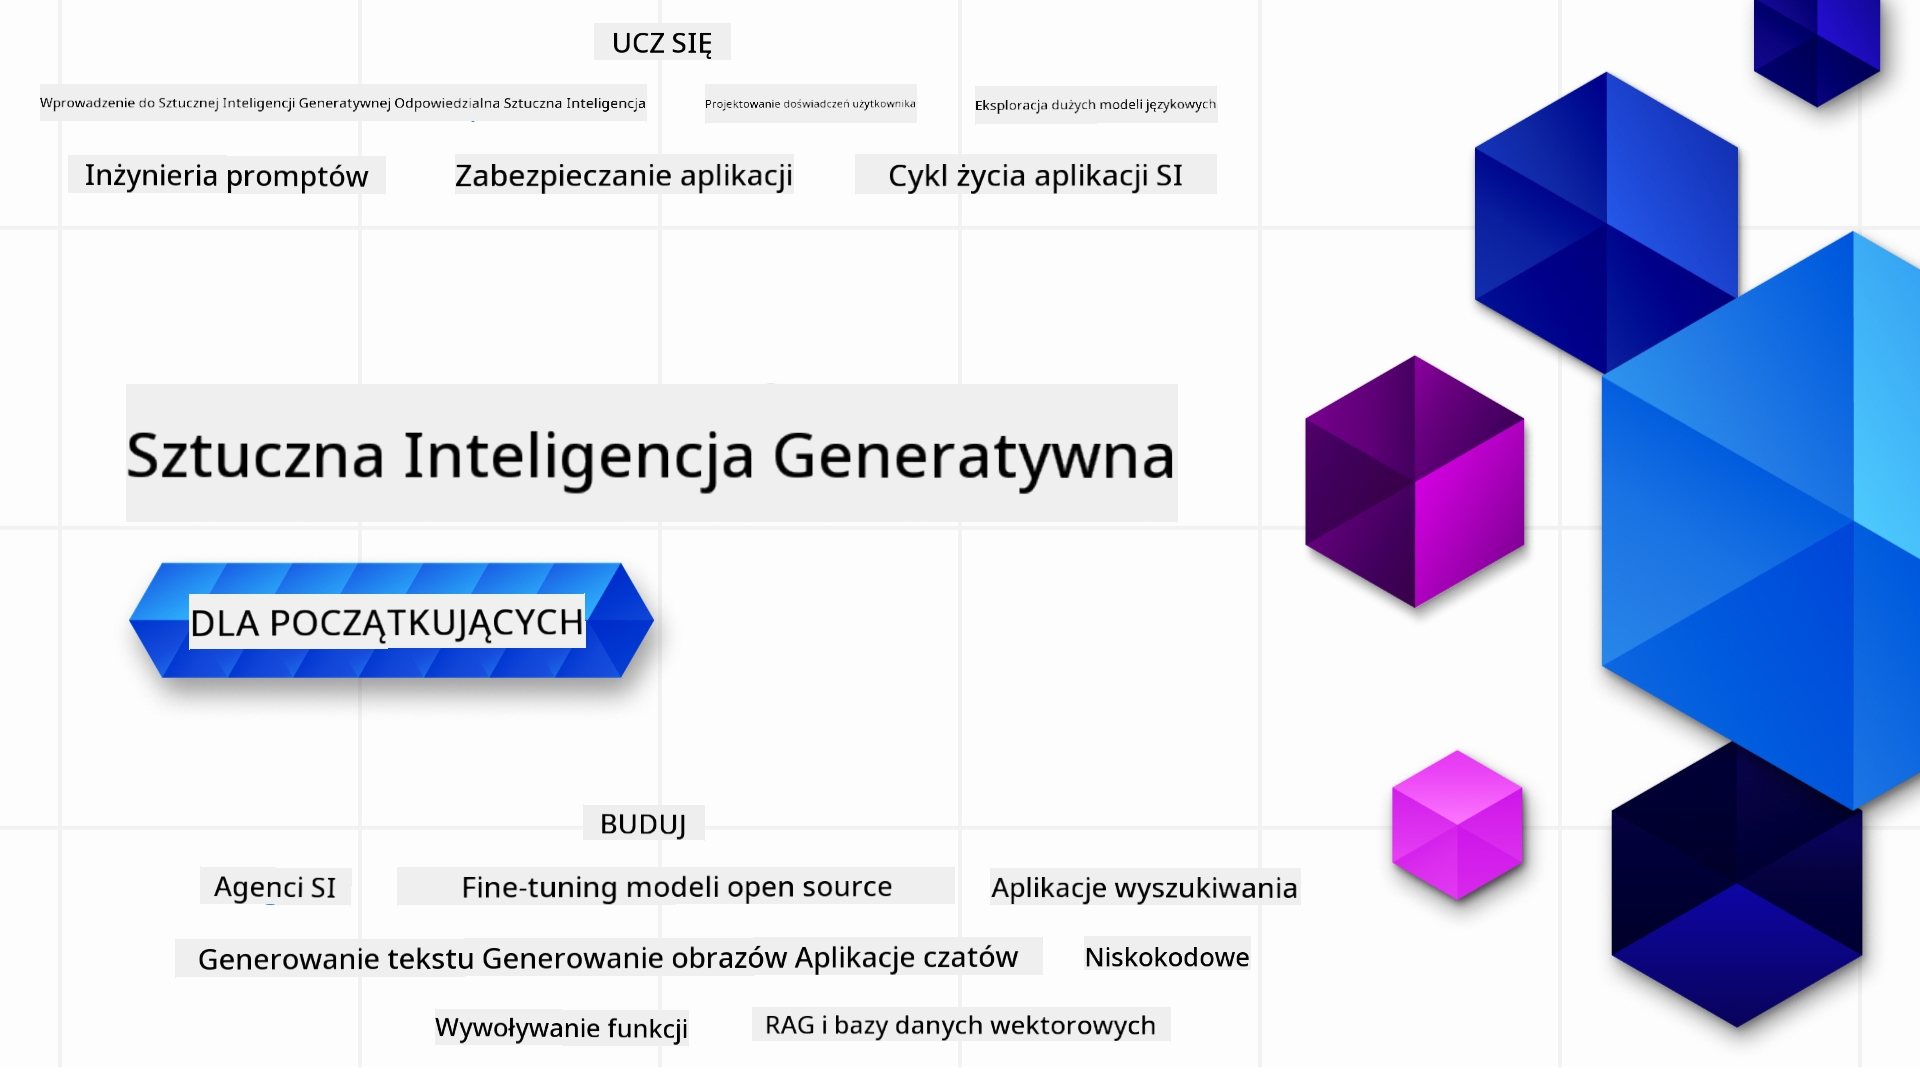 UCZ SIĘ
Wprowadzenie do Sztucznej Inteligencji Generatywnej Odpowiedzialna Sztuczna Inteligencja
Projektowanie doświadczeń użytkownika
Eksploracja dużych modeli językowych
Inżynieria promptów
Zabezpieczanie aplikacji
Cykl życia aplikacji SI
Sztuczna Inteligencja Generatywna
DLA POCZĄTKUJĄCYCH
BUDUJ
Agenci SI
Fine-tuning modeli open source
Aplikacje wyszukiwania
Generowanie tekstu Generowanie obrazów Aplikacje czatów
Niskokodowe
Wywoływanie funkcji
RAG i bazy danych wektorowych